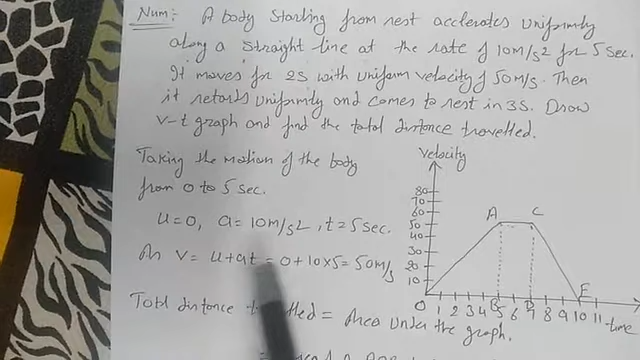 Num:- A body starting from rest accelerates uniformly
along a straight line at the rate of 10m/s2 for 5 Sec.
It moves for 2S with uniform velocity of 50m/s. Then
it retards uniformly and comes to rest in 3S. Draw
v-t graph and find the total distance travelled.
Taking the motion of the body
from 0 to 5 sec.
u=0, a=10m/s2, t=5sec.
v= u+at = 0+10x5=50m/s
Total distance = Area under the graph.
Velocity
80
70
60
50
40
30
20
10
A C
O 1 2 3 4 5 6 7 8 9 10 11 time